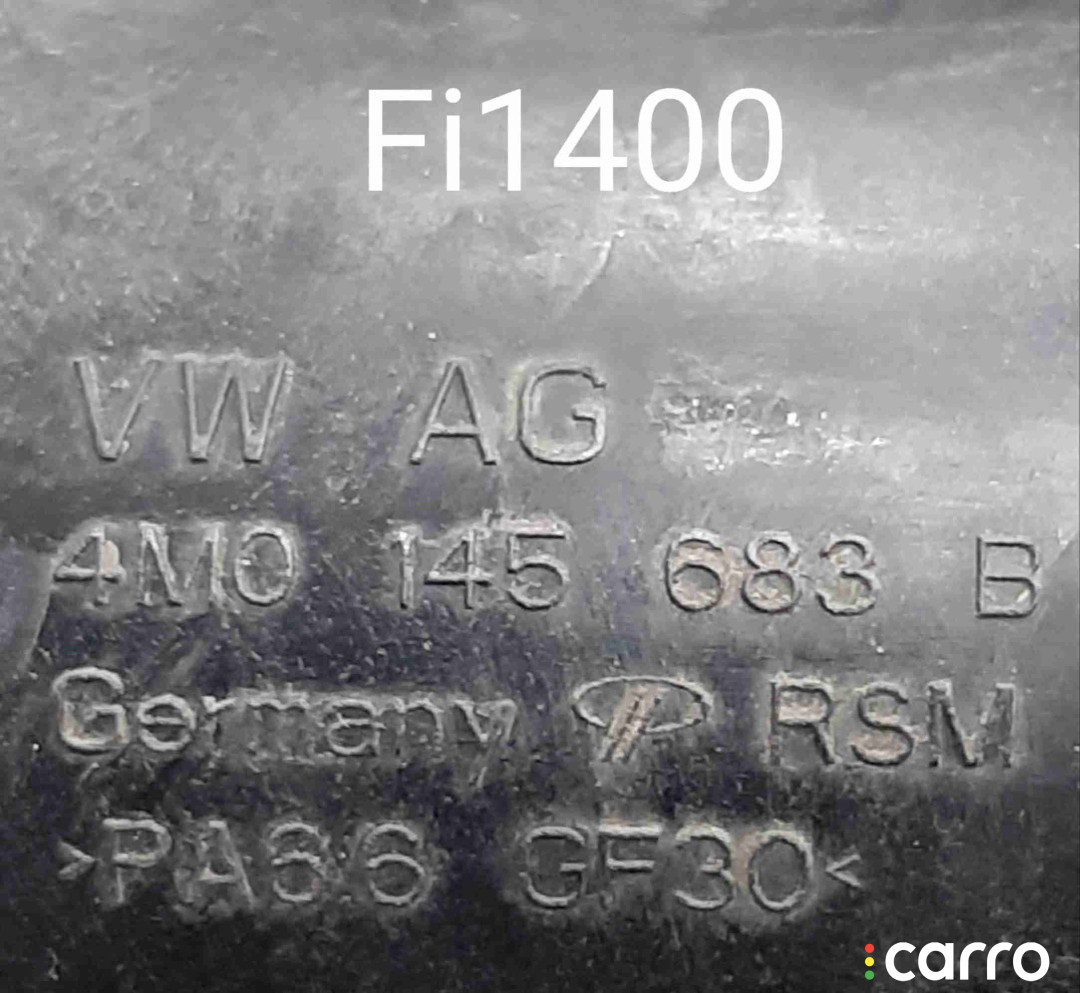 Fi1400
VW AG
4M0 145 683 B
Germany RSM
>PA66 GF30<
carro